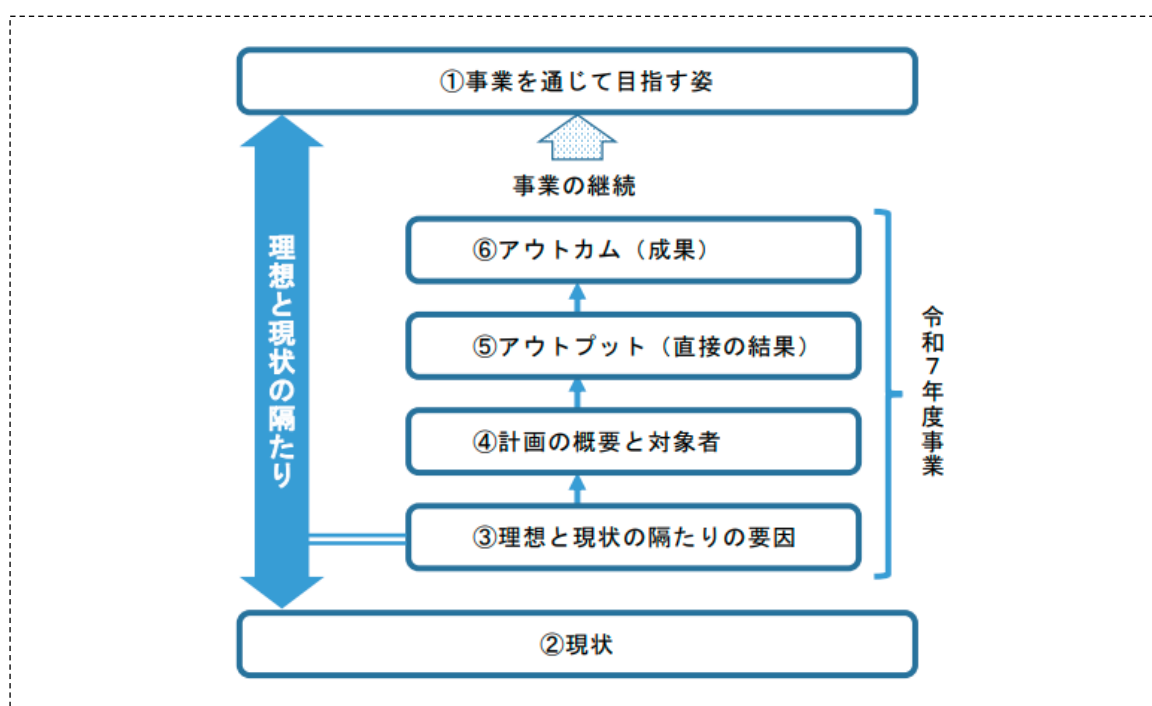 ①事業を通じて目指す姿
事業の継続
理想と現状の隔たり
⑥アウトカム（成果）
⑤アウトプット（直接の結果）
④計画の概要と対象者
③理想と現状の隔たりの要因
令和７年度事業
②現状